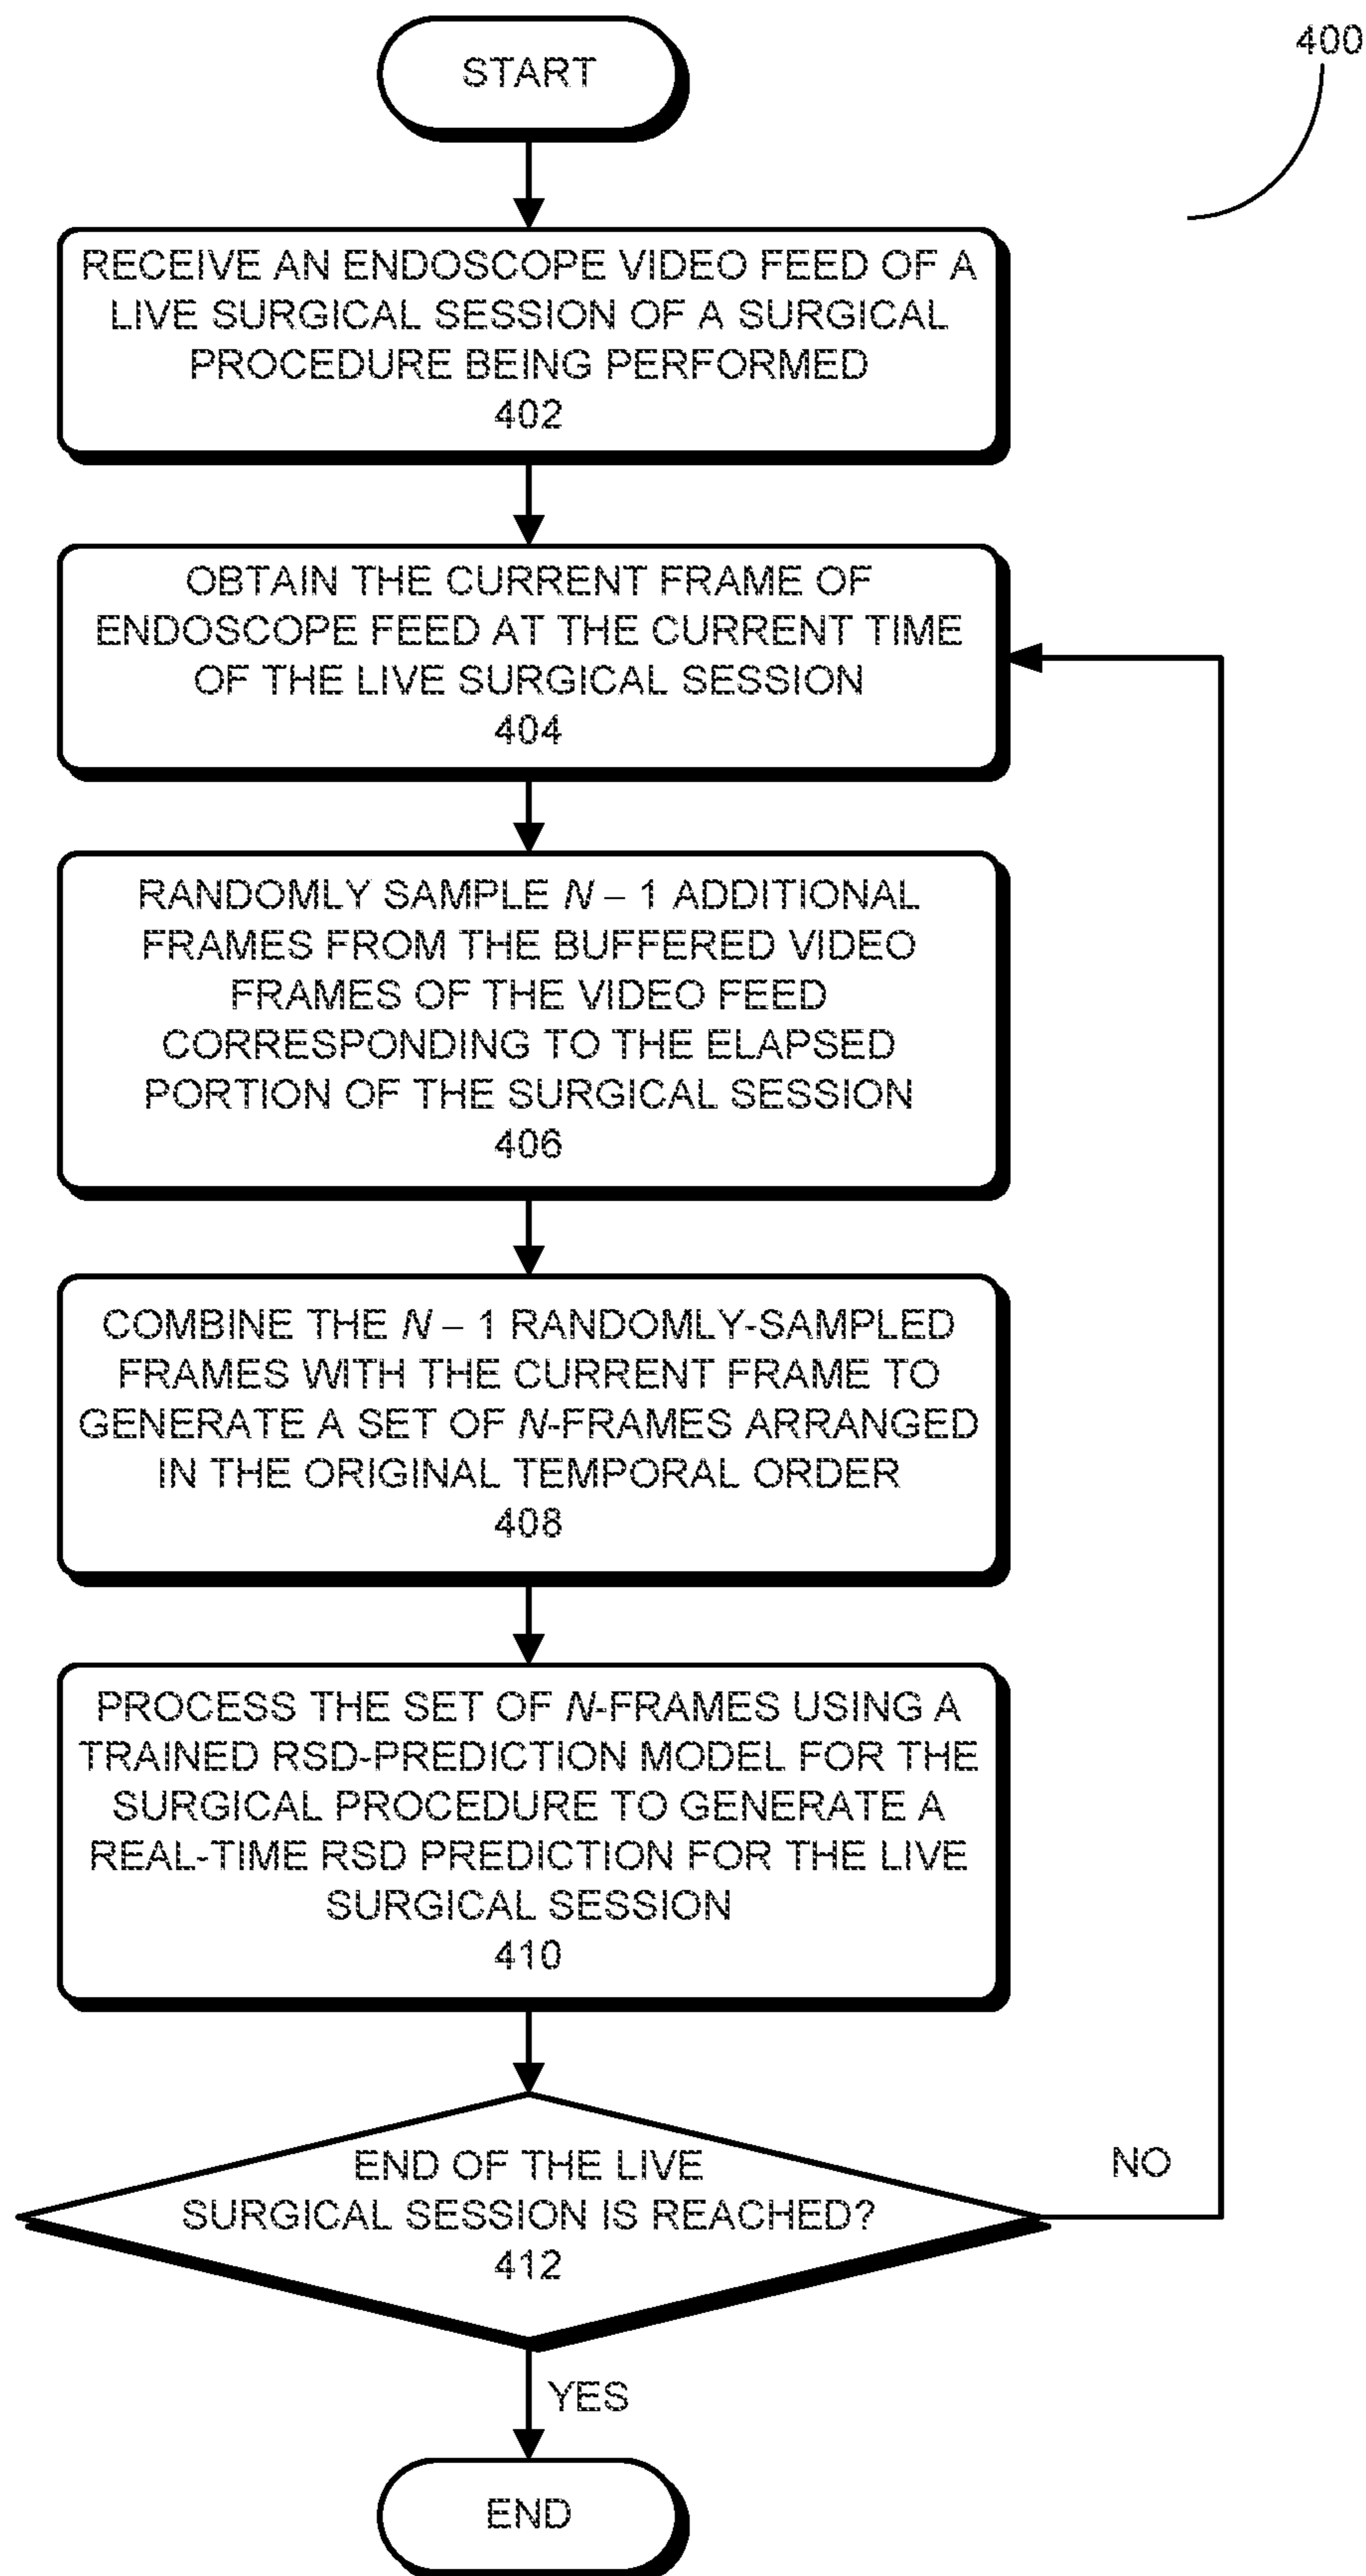 400
START
RECEIVE AN ENDOSCOPE VIDEO FEED OF A
LIVE SURGICAL SESSION OF A SURGICAL
PROCEDURE BEING PERFORMED
402
OBTAIN THE CURRENT FRAME OF
ENDOSCOPE FEED AT THE CURRENT TIME
OF THE LIVE SURGICAL SESSION
404
RANDOMLY SAMPLE N – 1 ADDITIONAL
FRAMES FROM THE BUFFERED VIDEO
FRAMES OF THE VIDEO FEED
CORRESPONDING TO THE ELAPSED
PORTION OF THE SURGICAL SESSION
406
COMBINE THE N – 1 RANDOMLY-SAMPLED
FRAMES WITH THE CURRENT FRAME TO
GENERATE A SET OF N-FRAMES ARRANGED
IN THE ORIGINAL TEMPORAL ORDER
408
PROCESS THE SET OF N-FRAMES USING A
TRAINED RSD-PREDICTION MODEL FOR THE
SURGICAL PROCEDURE TO GENERATE A
REAL-TIME RSD PREDICTION FOR THE LIVE
SURGICAL SESSION
410
END OF THE LIVE
SURGICAL SESSION IS REACHED?
412
NO
YES
END